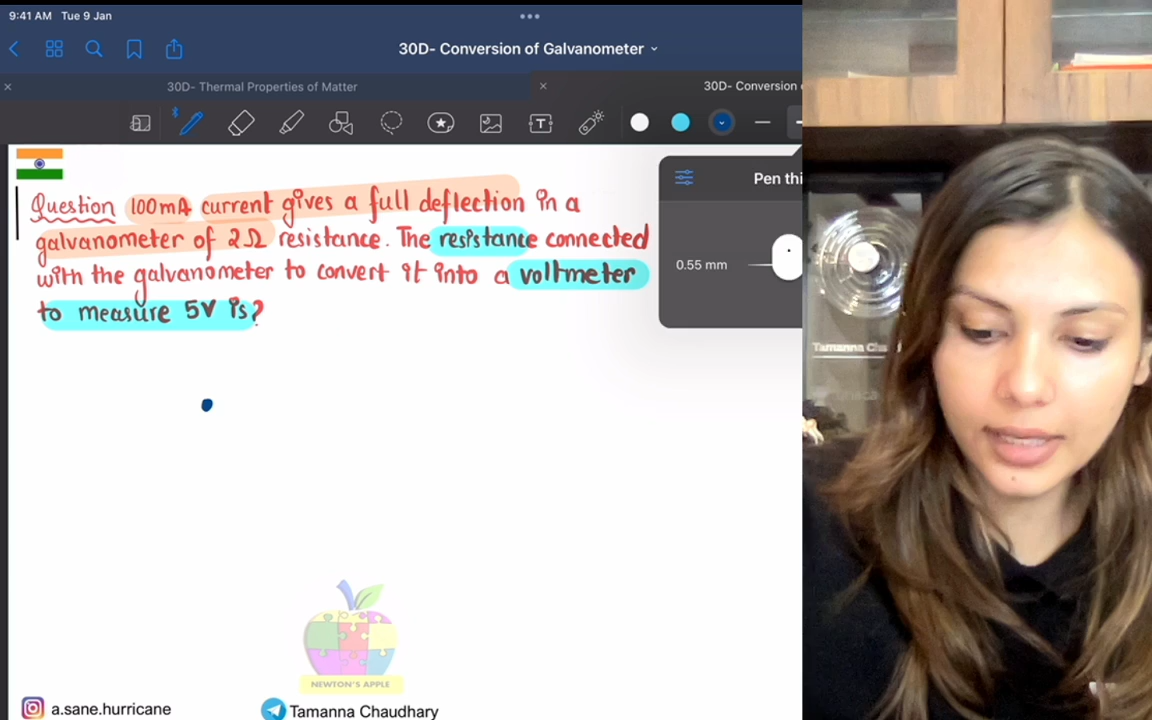 9:41 AM Tue 9 Jan
30D- Conversion of Galvanometer
30D- Thermal Properties of Matter
30D- Conversion
T
Pen thi
Question 100mA current gives a full deflection in a
galvanometer of 2Ω resistance. The resistance connected
with the galvanometer to convert it into a voltmeter
to measure 5V is?
0.55 mm
Tamanna
NEWTON'S APPLE
a.sane.hurricane
Tamanna Chaudhary